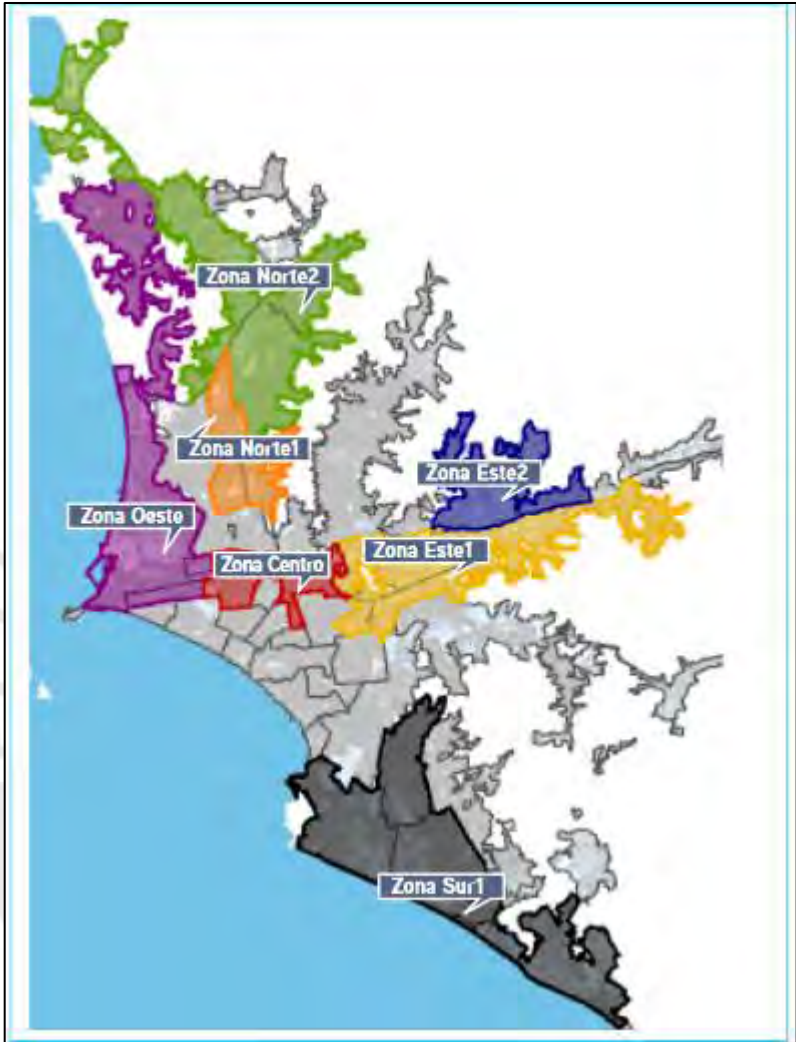 Zona Norte2
Zona Norte1
Zona Este2
Zona Oeste
Zona Este1
Zona Centro
Zona Sur1